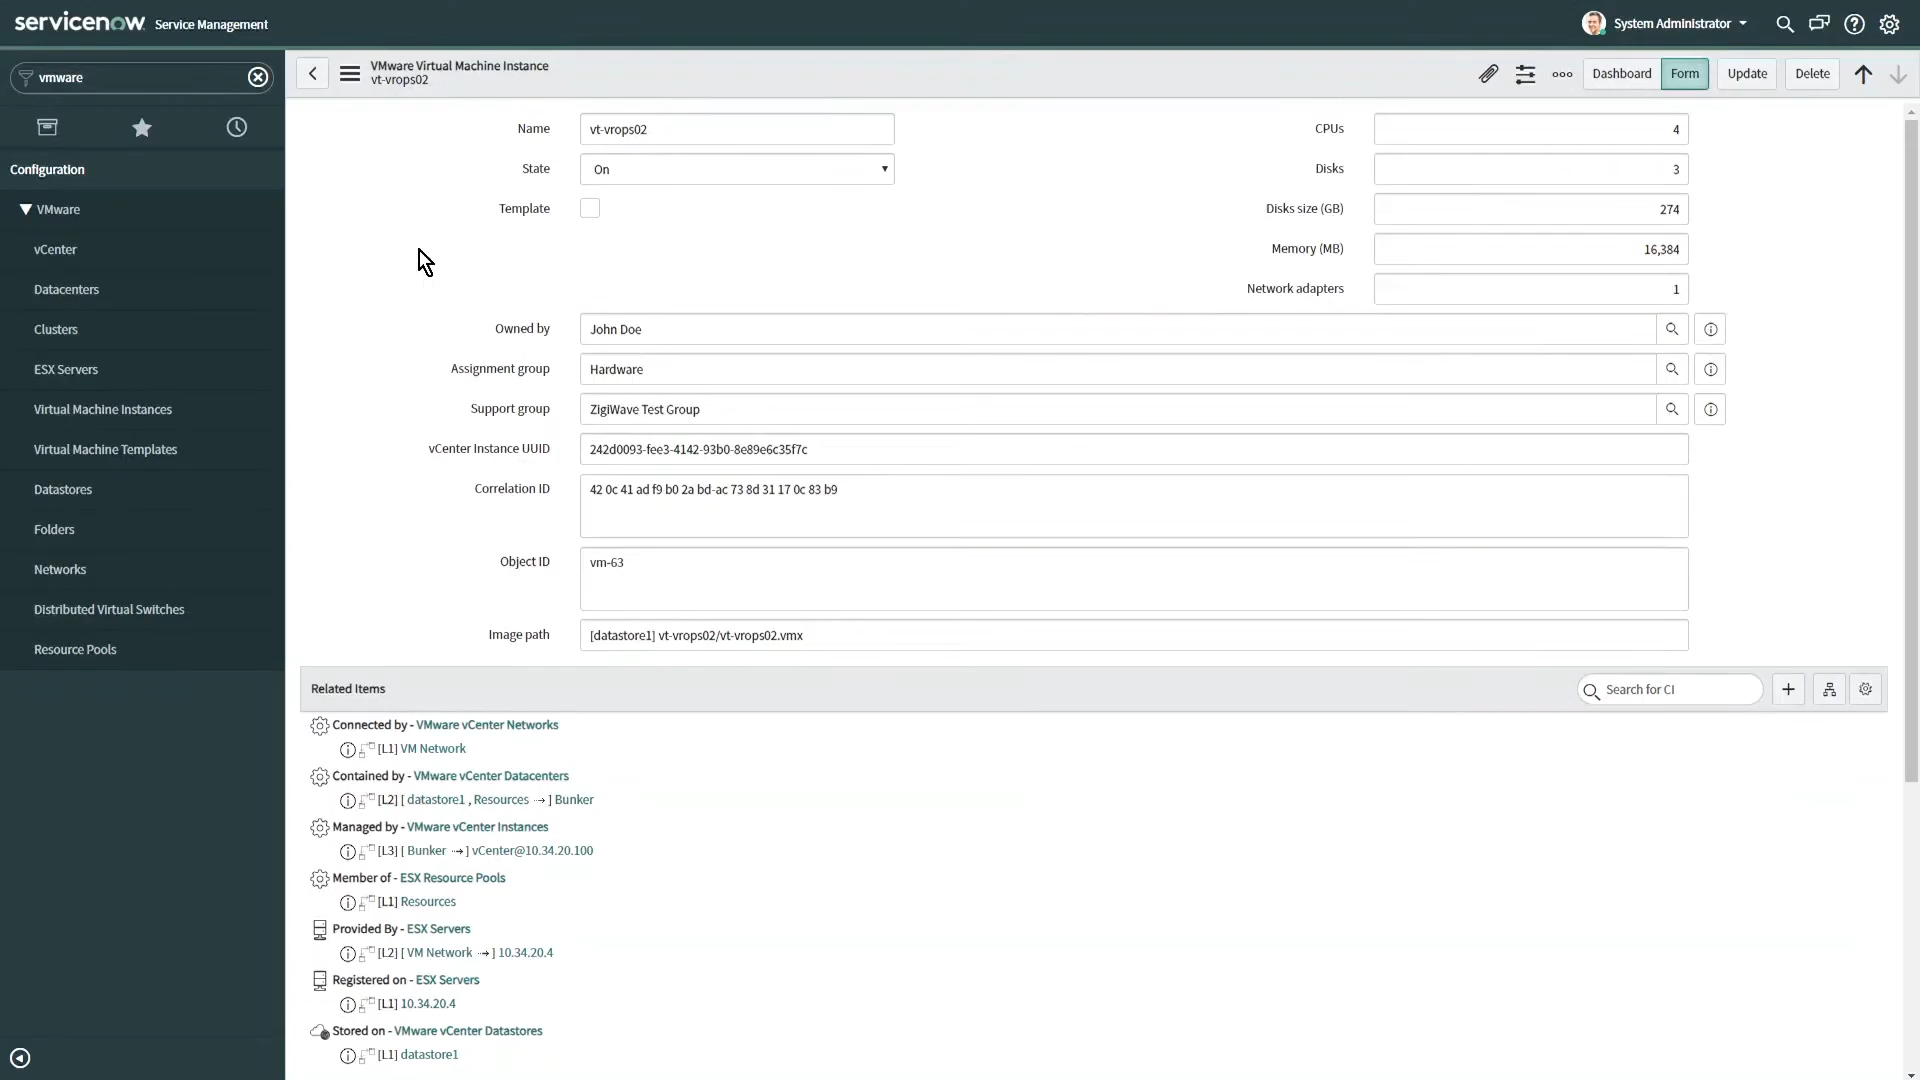 servicenow Service Management
System Administrator
vmware
VMware Virtual Machine Instance
vt-vrops02
Dashboard
Form
Update
Delete
Configuration
VMware
vCenter
Datacenters
Clusters
ESX Servers
Virtual Machine Instances
Virtual Machine Templates
Datastores
Folders
Networks
Distributed Virtual Switches
Resource Pools
Name vt-vrops02
State On
Template
CPUs 4
Disks 3
Disks size (GB) 274
Memory (MB) 16,384
Network adapters 1
Owned by John Doe
Assignment group Hardware
Support group ZigiWave Test Group
vCenter Instance UUID 242d0093-fee3-4142-93b0-8e89e6c35f7c
Correlation ID 42 0c 41 ad f9 b0 2a bd-ac 73 8d 31 17 0c 83 b9
Object ID vm-63
Image path [datastore1] vt-vrops02/vt-vrops02.vmx
Related Items
Search for CI
Connected by - VMware vCenter Networks
[L1] VM Network
Contained by - VMware vCenter Datacenters
[L2] [ datastore1 , Resources ⇢ ] Bunker
Managed by - VMware vCenter Instances
[L3] [ Bunker ⇢ ] vCenter@10.34.20.100
Member of - ESX Resource Pools
[L1] Resources
Provided By - ESX Servers
[L2] [ VM Network ⇢ ] 10.34.20.4
Registered on - ESX Servers
[L1] 10.34.20.4
Stored on - VMware vCenter Datastores
[L1] datastore1